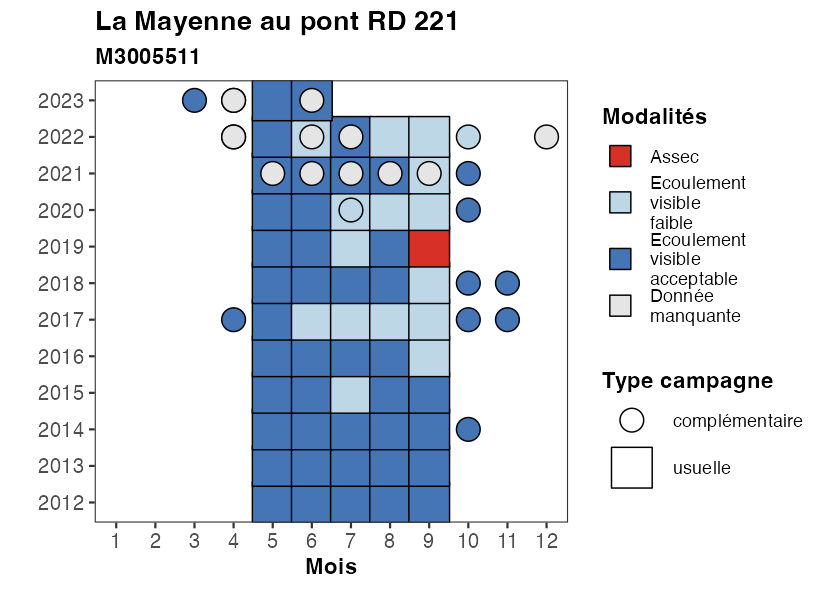 La Mayenne au pont RD 221
M3005511
2023
2022
2021
2020
2019
2018
2017
2016
2015
2014
2013
2012
1 2 3 4 5 6 7 8 9 10 11 12
Mois
Modalités
Assec
Ecoulement
visible
faible
Ecoulement
visible
acceptable
Donnée
manquante
Type campagne
complémentaire
usuelle